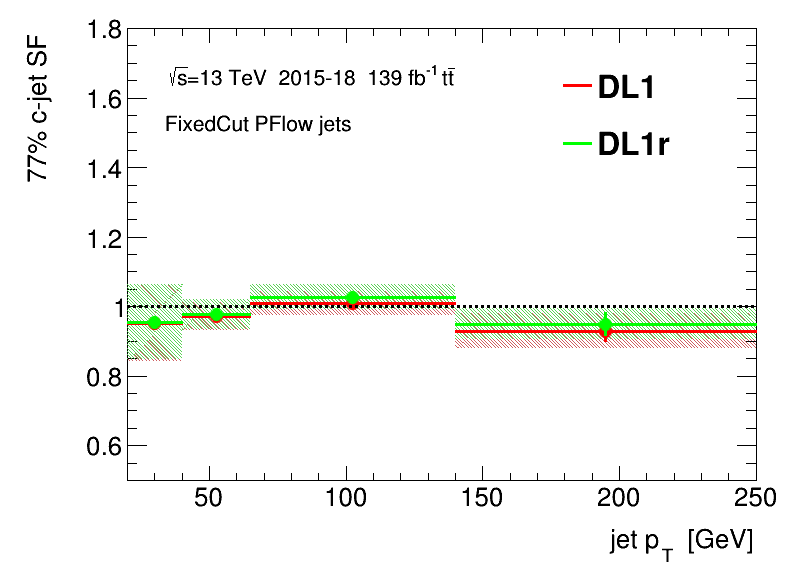 77% c-jet SF
1.8
1.6
1.4
1.2
1
0.8
0.6
√s=13 TeV 2015-18 139 fb⁻¹ tt̄
FixedCut PFlow jets
DL1
DL1r
50 100 150 200 250
jet p_T [GeV]